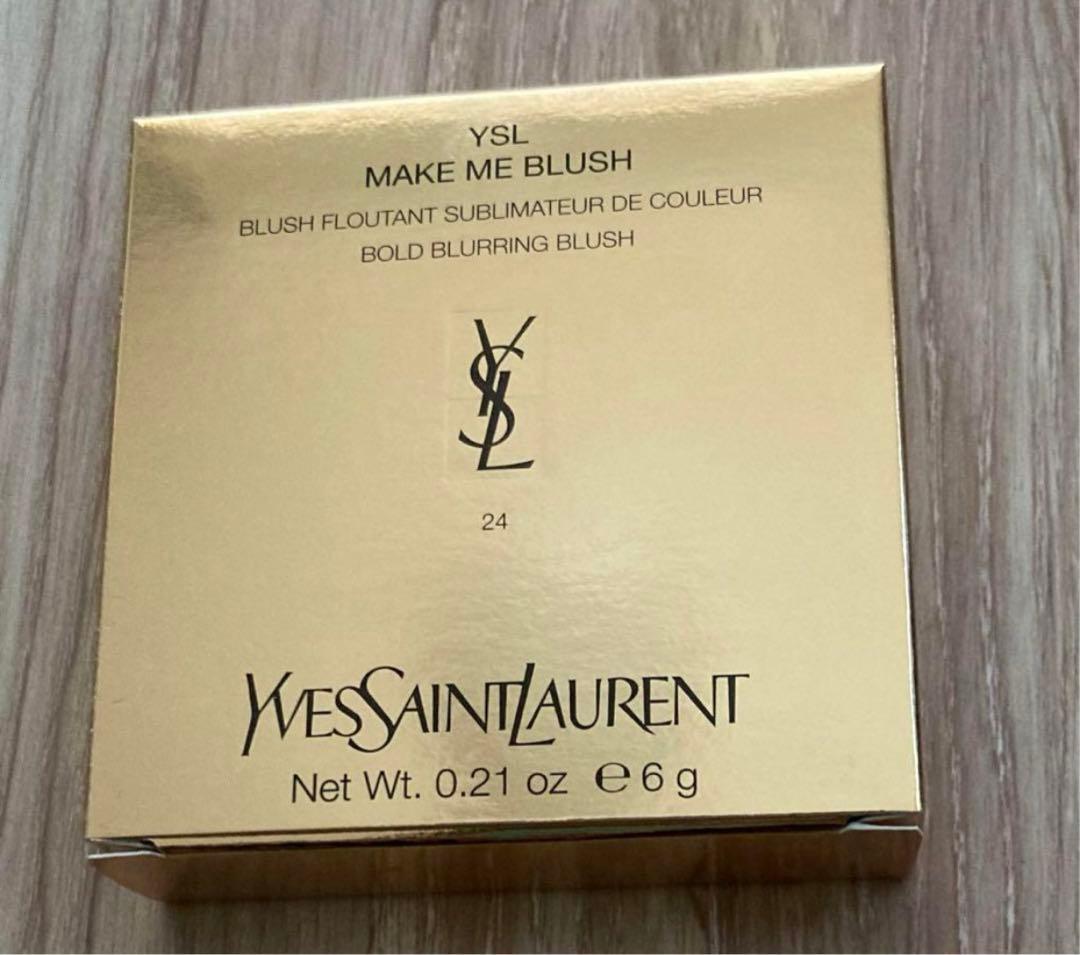 YSL
MAKE ME BLUSH
BLUSH FLOUTANT SUBLIMATEUR DE COULEUR
BOLD BLURRING BLUSH
YSL
24
YVESSAINTLAURENT
Net Wt. 0.21 oz ℮ 6 g